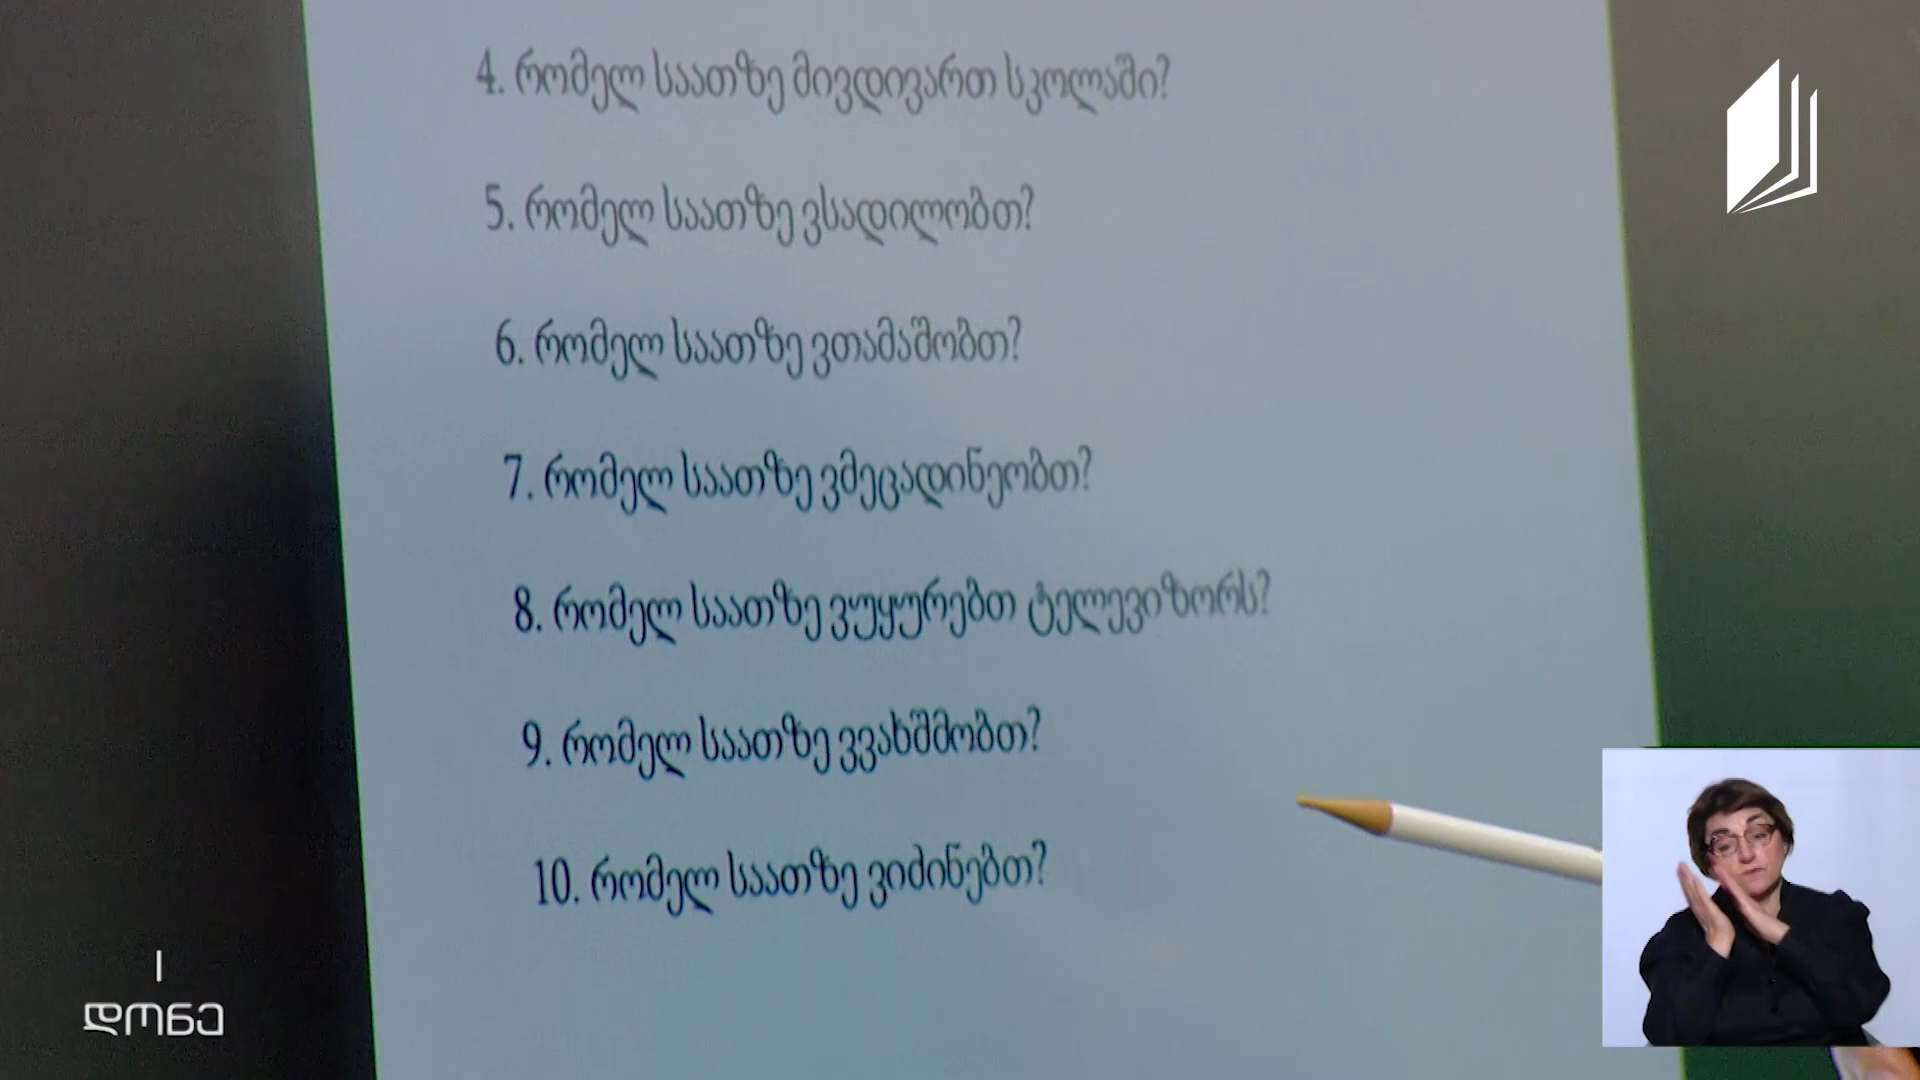 4. რომელ საათზე მივდივართ სკოლაში?
5. რომელ საათზე ვსადილობთ?
6. რომელ საათზე ვთამაშობთ?
7. რომელ საათზე ვმეცადინეობთ?
8. რომელ საათზე ვუყურებთ ტელევიზორს?
9. რომელ საათზე ვვახშმობთ?
10. რომელ საათზე ვიძინებთ?
I
დონე